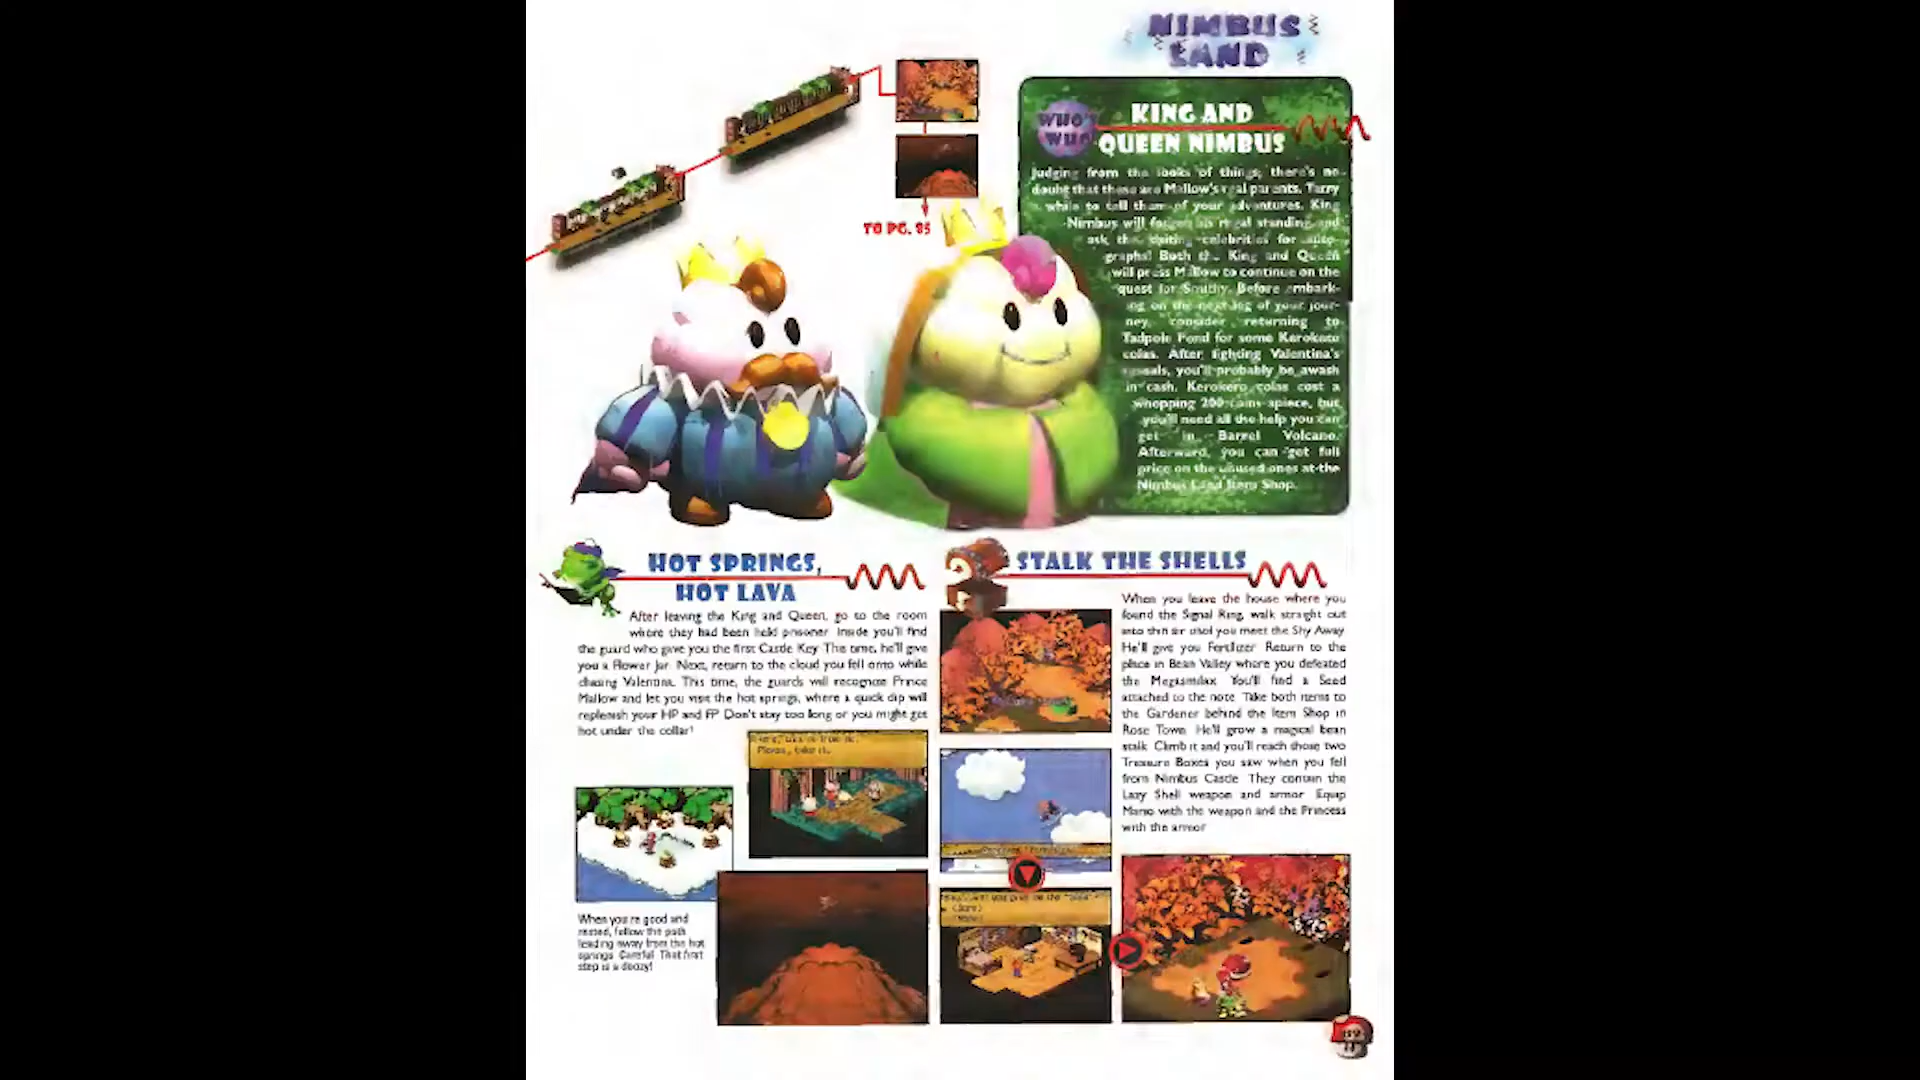 NIMBUS
LAND
WHO'S
WHO
KING AND
QUEEN NIMBUS
Judging from the looks of things, there's no
doubt that these are Mallow's real parents. Tarry
a while to tell them of your adventures. King
Nimbus will forget his royal standing and
ask the visiting celebrities for auto-
graphs! Both the King and Queen
will press Mallow to continue on the
quest for Smithy. Before embark-
ing on the next leg of your jour-
ney, consider returning to
Tadpole Pond for some Kerokero
colas. After fighting Valentina's
vassals, you'll probably be awash
in cash. Kerokero colas cost a
whopping 200 coins apiece, but
you'll need all the help you can
get in Barrel Volcano.
Afterward, you can get full
price on the unused ones at the
Nimbus Land Item Shop.
TO PG. 85
HOT SPRINGS,
HOT LAVA
After leaving the King and Queen, go to the room
where they had been held prisoner. Inside you'll find
the guard who gave you the first Castle Key. This time, he'll give
you a Flower Jar. Next, return to the cloud you fell onto while
chasing Valentina. This time, the guards will recognize Prince
Mallow and let you visit the hot springs, where a quick dip will
replenish your HP and FP. Don't stay too long or you might get
hot under the collar!
Please, take it.
When you're good and
rested, follow the path
leading away from the hot
springs. Careful! That first
step is a doozy!
STALK THE SHELLS
When you leave the house where you
found the Signal Ring, walk straight out
into thin air until you meet the Shy Away.
He'll give you Fertilizer. Return to the
place in Bean Valley where you defeated
the Megasmilax. You'll find a Seed
attached to the note. Take both items to
the Gardener behind the Item Shop in
Rose Town. He'll grow a magical bean
stalk. Climb it and you'll reach those two
Treasure Boxes you saw when you fell
from Nimbus Castle. They contain the
Lazy Shell weapon and armor. Equip
Mario with the weapon and the Princess
with the armor.